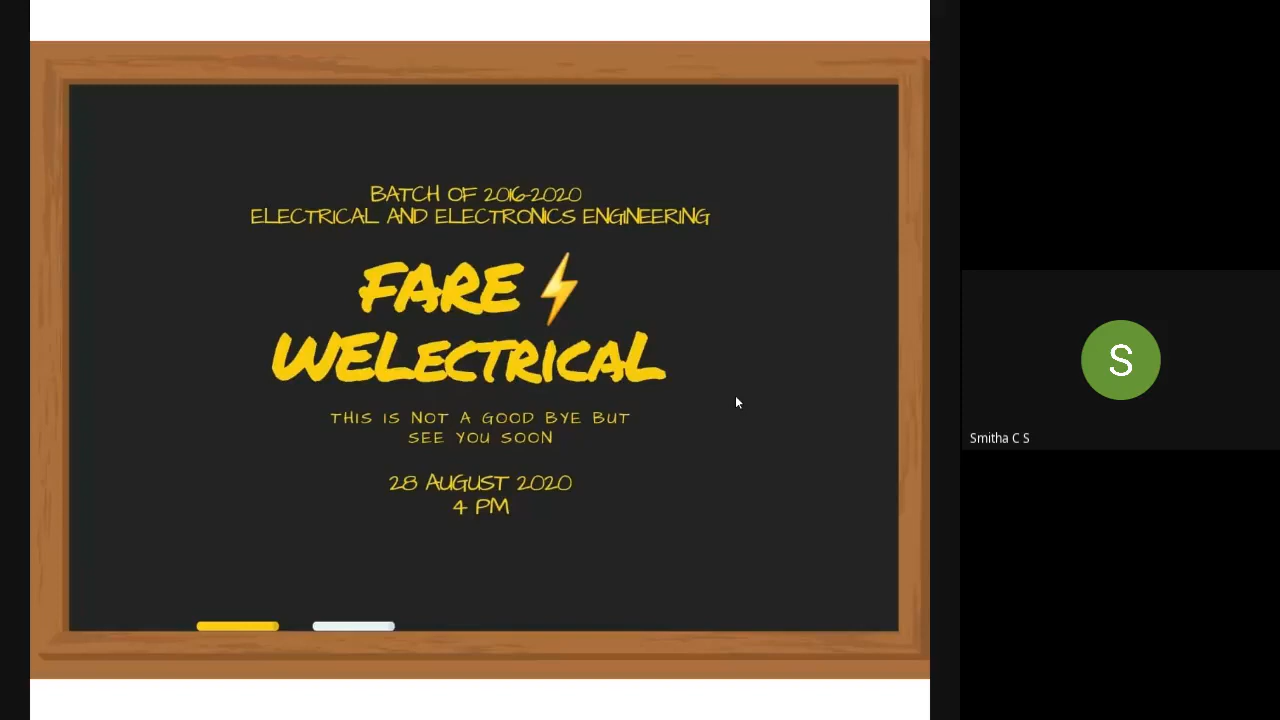 BATCH OF 2016-2020
ELECTRICAL AND ELECTRONICS ENGINEERING
FARE⚡
WELECTRICAL
THIS IS NOT A GOOD BYE BUT
SEE YOU SOON
28 AUGUST 2020
4 PM
S
Smitha C S